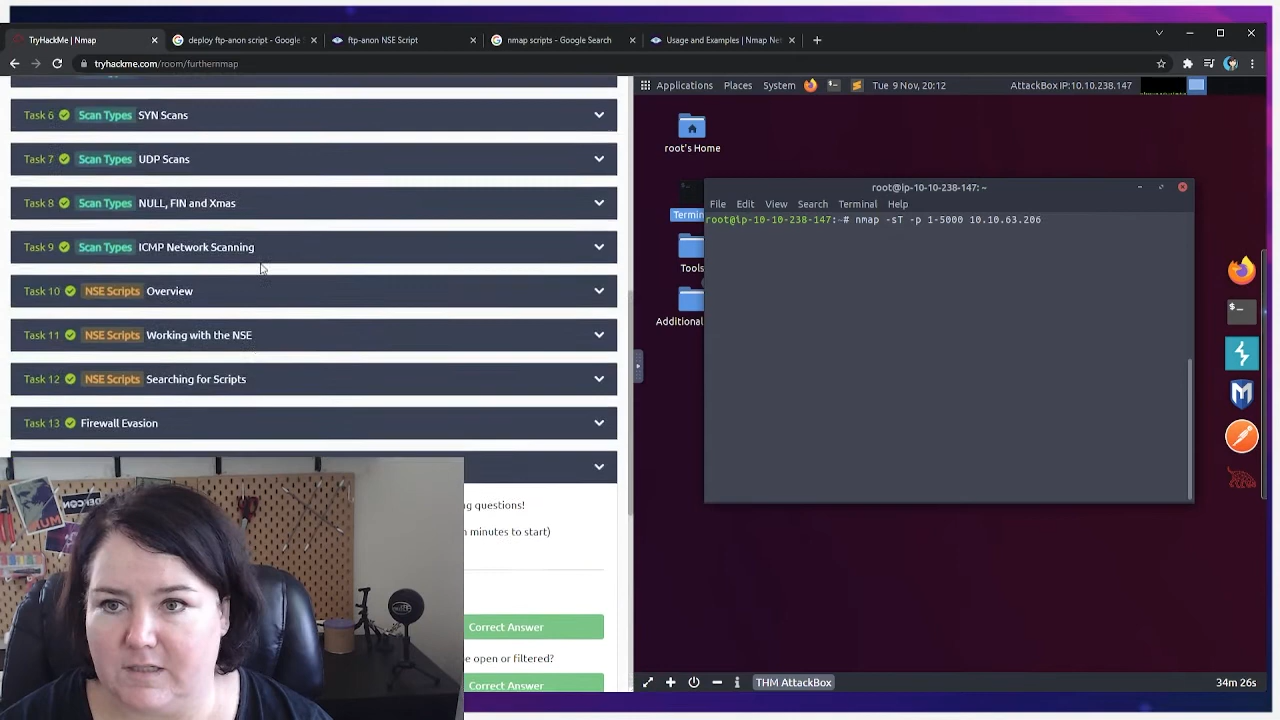 TryHackMe | Nmap
deploy ftp-anon script - Google
ftp-anon NSE Script
nmap scripts - Google Search
Usage and Examples | Nmap Net
tryhackme.com/room/furthernmap
Applications Places System
Tue 9 Nov, 20:12
AttackBox IP:10.10.238.147
Task 6 Scan Types SYN Scans
Task 7 Scan Types UDP Scans
Task 8 Scan Types NULL, FIN and Xmas
Task 9 Scan Types ICMP Network Scanning
Task 10 NSE Scripts Overview
Task 11 NSE Scripts Working with the NSE
Task 12 NSE Scripts Searching for Scripts
Task 13 Firewall Evasion
g questions!
n minutes to start)
Correct Answer
e open or filtered?
Correct Answer
root's Home
Termin
Tools
Additional
root@ip-10-10-238-147: ~
File Edit View Search Terminal Help
root@ip-10-10-238-147:~# nmap -sT -p 1-5000 10.10.63.206
THM AttackBox
34m 26s